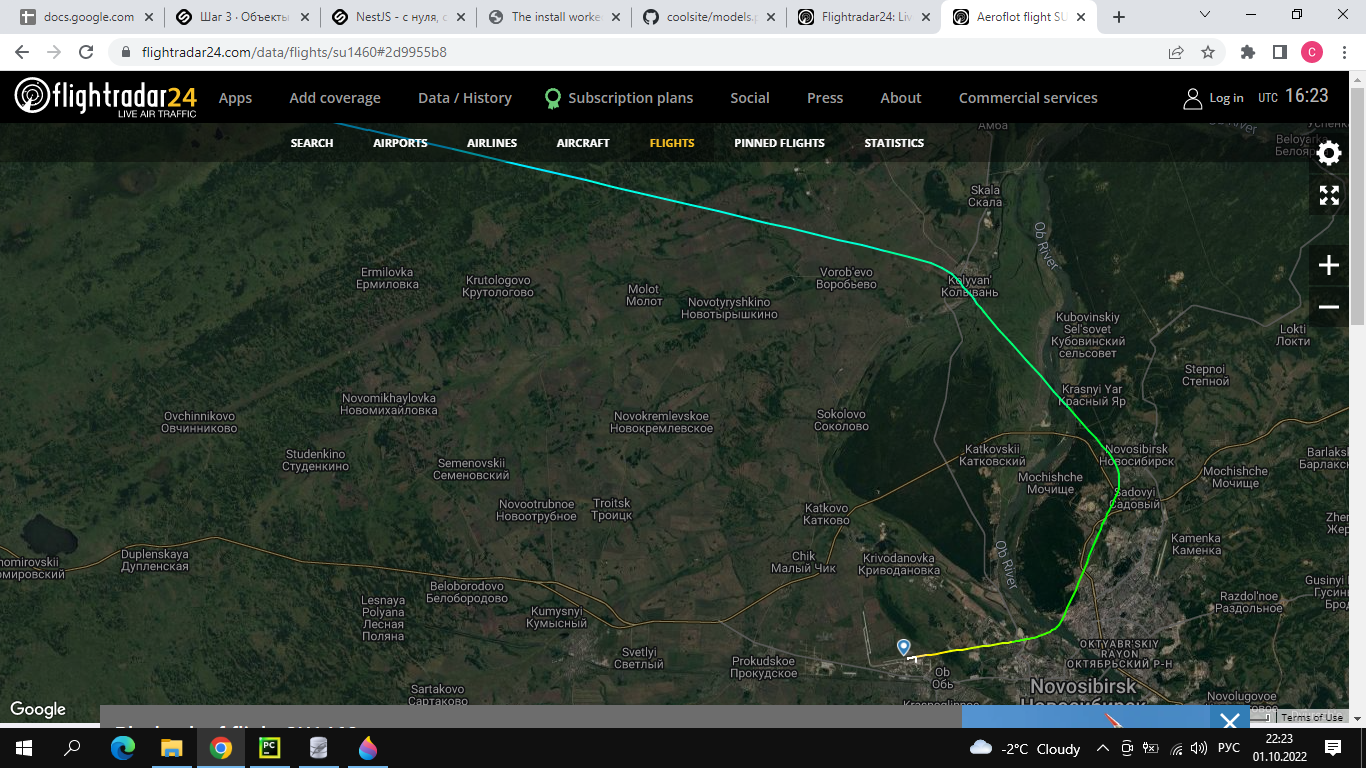 docs.google.com
Шаг 3 · Объекты
NestJS - с нуля, с
The install worke
coolsite/models.p
Flightradar24: Liv
Aeroflot flight SU
flightradar24.com/data/flights/su1460#2d9955b8
C
flightradar24
LIVE AIR TRAFFIC
Apps
Add coverage
Data / History
Subscription plans
Social
Press
About
Commercial services
Log in
UTC 16:23
SEARCH
AIRPORTS
AIRLINES
AIRCRAFT
FLIGHTS
PINNED FLIGHTS
STATISTICS
Амба
River
Beloyarka
Skala
Скала
Ob River
Ermilovka
Ермиловка
Krutologovo
Крутологово
Molot
Молот
Novotyryshkino
Новотырышкино
Vorob'evo
Воробьево
Kolyvan'
Колывань
Kubovinskiy
Sel'sovet
Кубовинский
сельсовет
Lokti
Локти
Stepnoi
Степной
Krasnyi Yar
Красный Яр
Novomikhaylovka
Новомихайловка
Ovchinnikovo
Овчинниково
Novokremlevskoe
Новокремлевское
Sokolovo
Соколово
Studenkino
Студенкино
Semenovskii
Семеновский
Katkovskii
Катковский
Novosibirsk
Новосибирск
Barlaks
Барлакс
Mochishche
Мочище
Mochishche
Мочище
Sadovyi
Садовый
Novootrubnoe
Новоотрубное
Troitsk
Троицк
Katkovo
Катково
Zher
Жер
Kamenka
Каменка
nomirovskii
омировский
Duplenskaya
Дупленская
Chik
Малый Чик
Krivodanovka
Криводановка
Ob River
Gusinyi
Гусины
Брод
Beloborodovo
Белобородово
Lesnaya
Polyana
Лесная
Поляна
Kumysnyi
Кумысный
Razdol'noe
Раздольное
Svetlyi
Светлый
Prokudskoe
Прокудское
OKTYABR'SKIY
RAYON
ОКТЯБРЬСКИЙ Р-Н
Ob
Обь
Sartakovo
Сартаково
Krasnoglinnoe
Novosibirsk
Новосибирск
Novolugovoe
Google
Terms of Use
-2°C Cloudy
РУС
22:23
01.10.2022